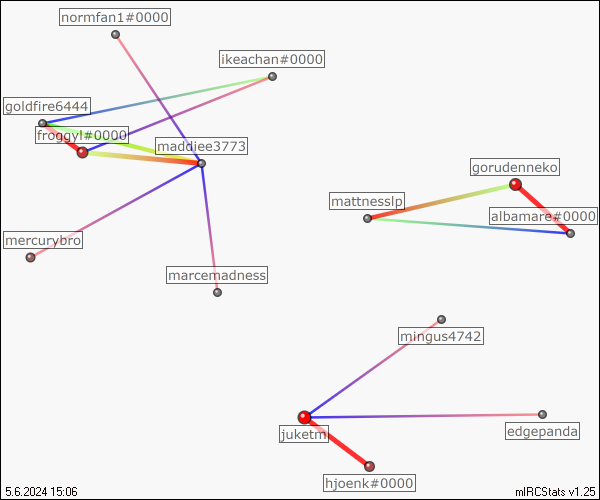 normfan1#0000
ikeachan#0000
goldfire6444
froggyl#0000
maddiee3773
gorudenneko
mattnesslp
albamare#0000
mercurybro
marcemadness
mingus4742
juketm
edgepanda
hjoenk#0000
5.6.2024 15:06
mIRCStats v1.25